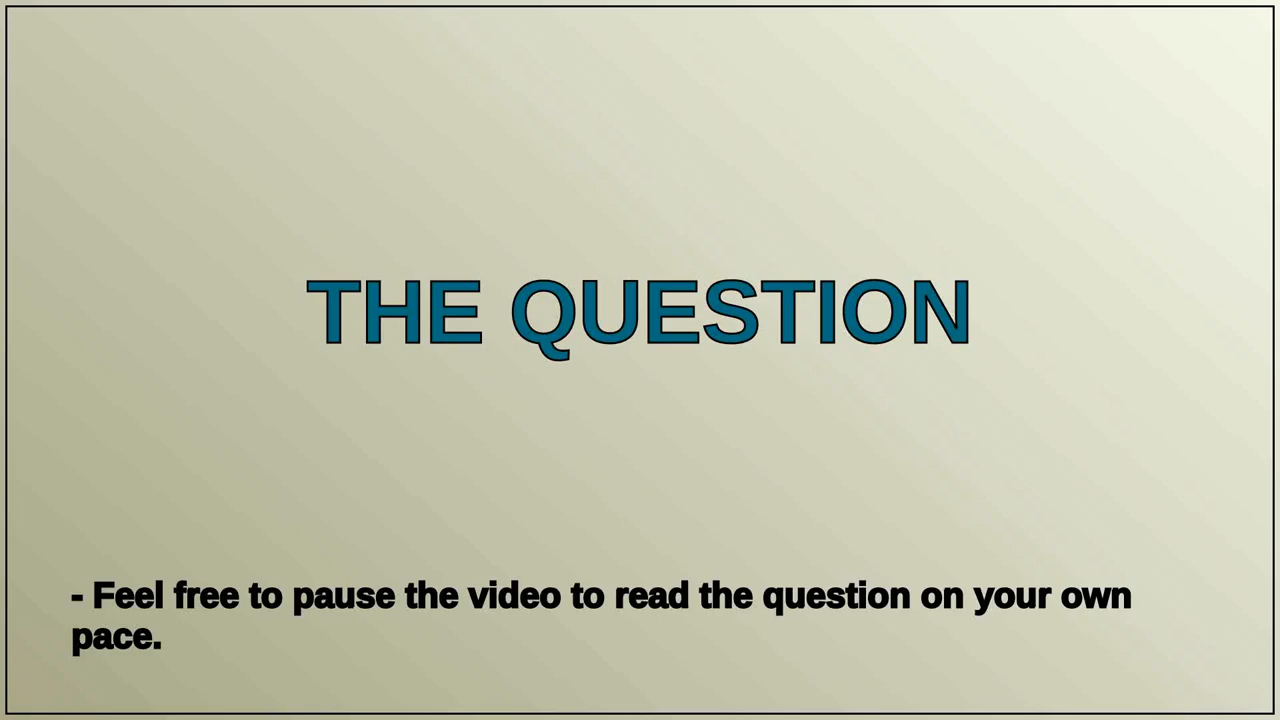 THE QUESTION
- Feel free to pause the video to read the question on your own
pace.